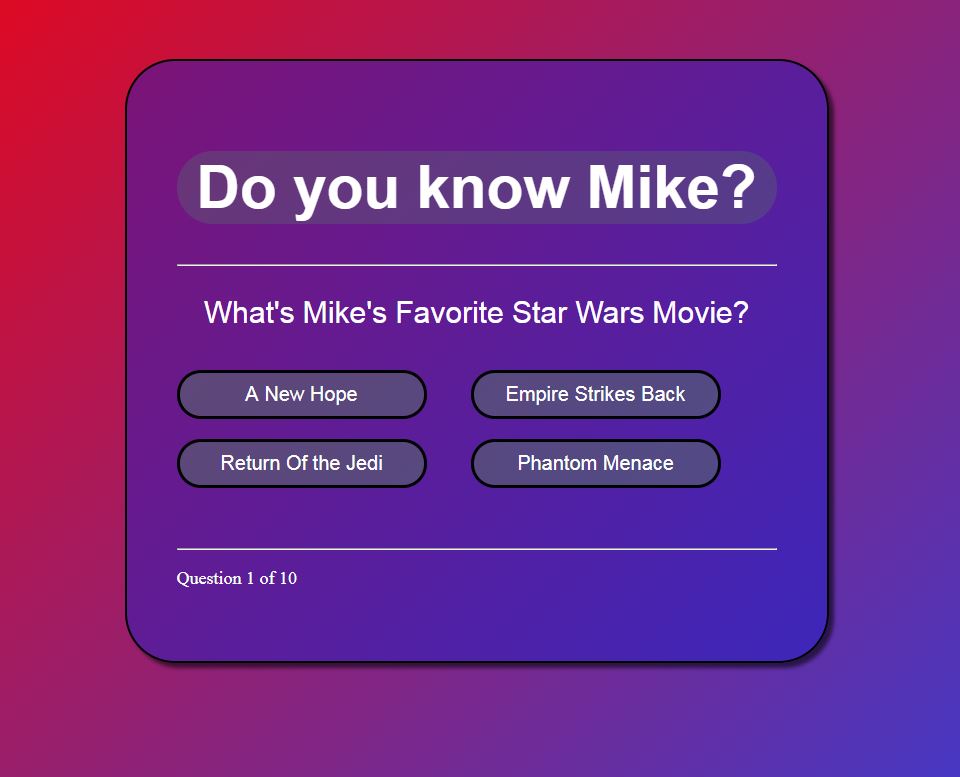 Do you know Mike?
What's Mike's Favorite Star Wars Movie?
A New Hope
Empire Strikes Back
Return Of the Jedi
Phantom Menace
Question 1 of 10